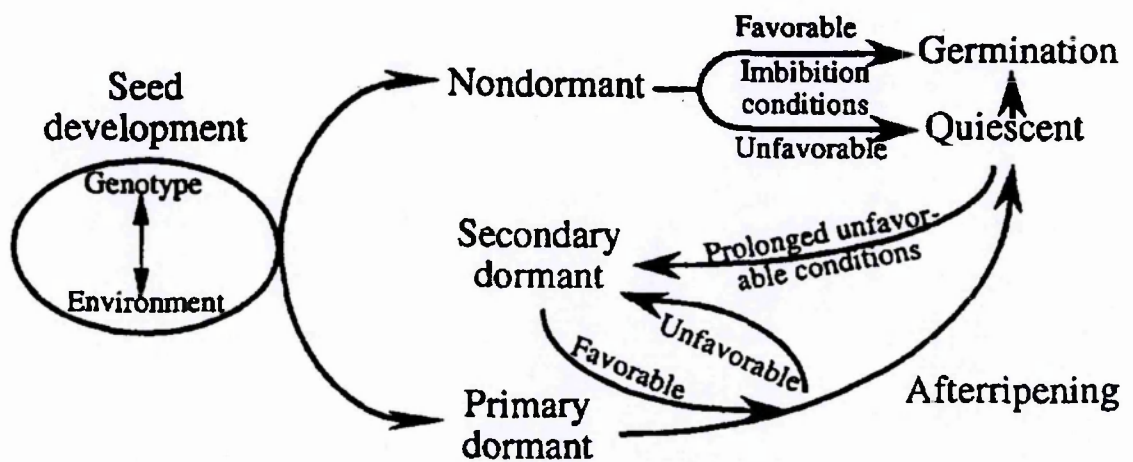 Seed
development
Genotype
Environment
Nondormant
Favorable
Imbibition
conditions
Unfavorable
Germination
Quiescent
Secondary
dormant
Prolonged unfavor-
able conditions
Unfavorable
Favorable
Primary
dormant
Afterripening